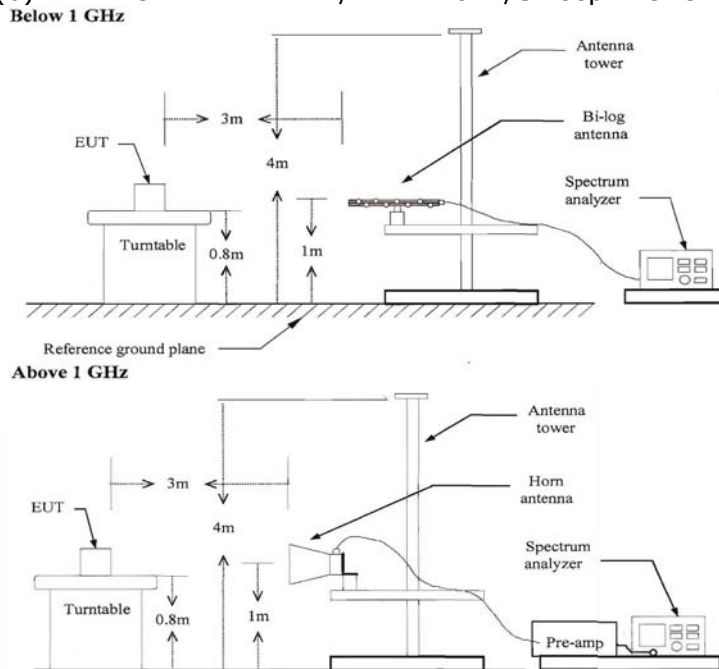 Below 1 GHz
Antenna
tower
3m
EUT
Bi-log
antenna
4m
Spectrum
analyzer
Turntable
0.8m
1m
Reference ground plane
Above 1 GHz
Antenna
tower
3m
Horn
antenna
EUT
4m
Spectrum
analyzer
Turntable
0.8m
1m
Pre-amp